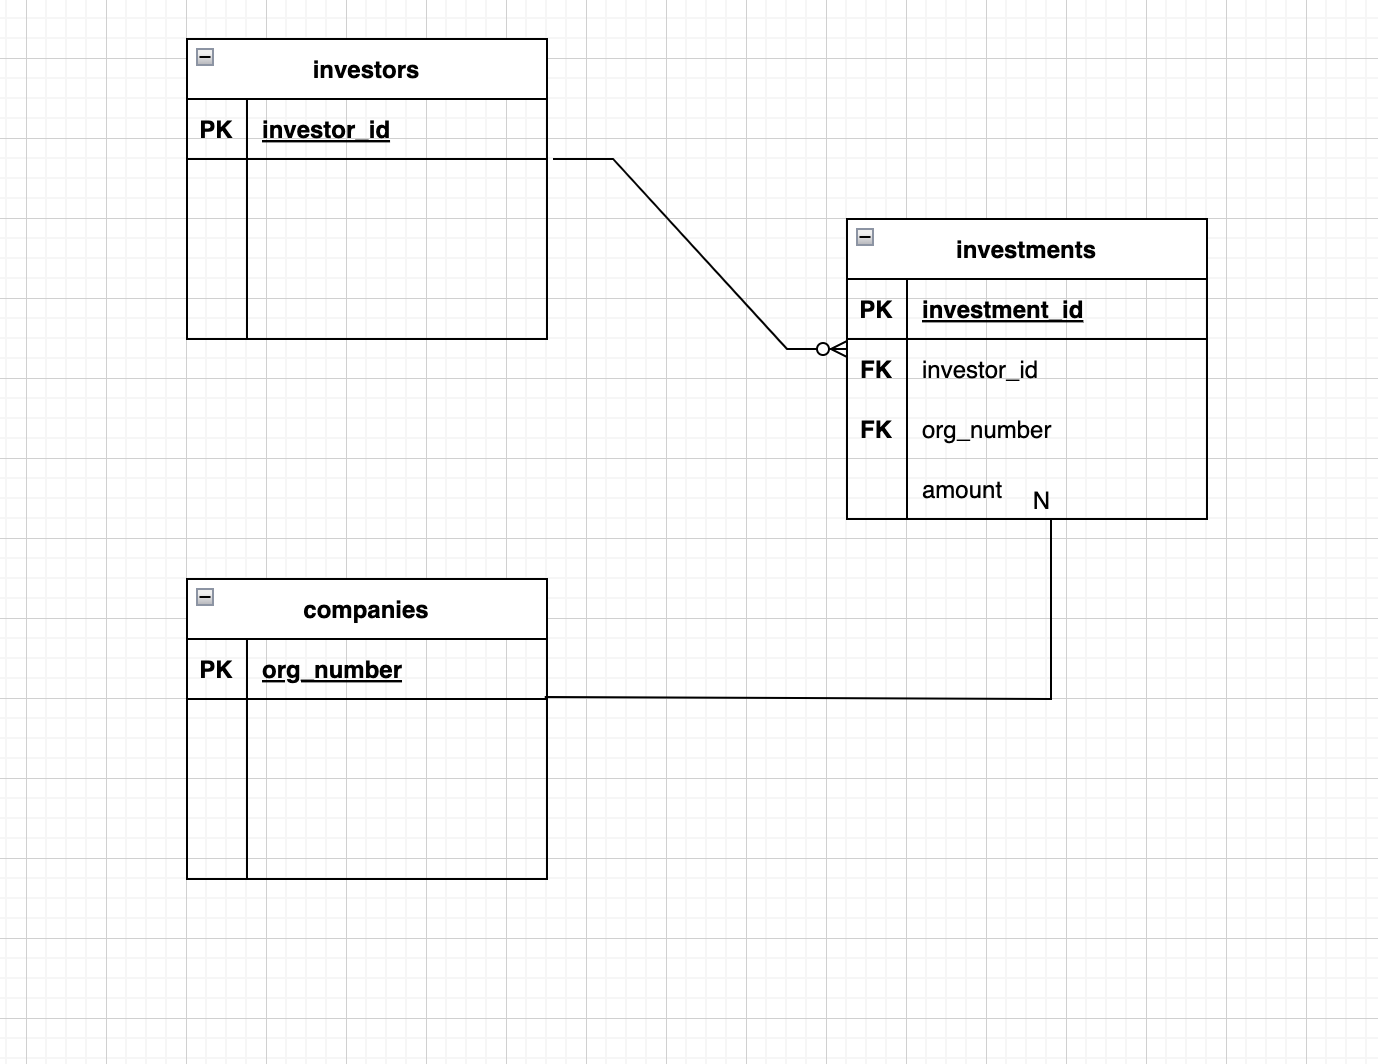 investors
PK investor_id
investments
PK investment_id
FK investor_id
FK org_number
amount N
companies
PK org_number